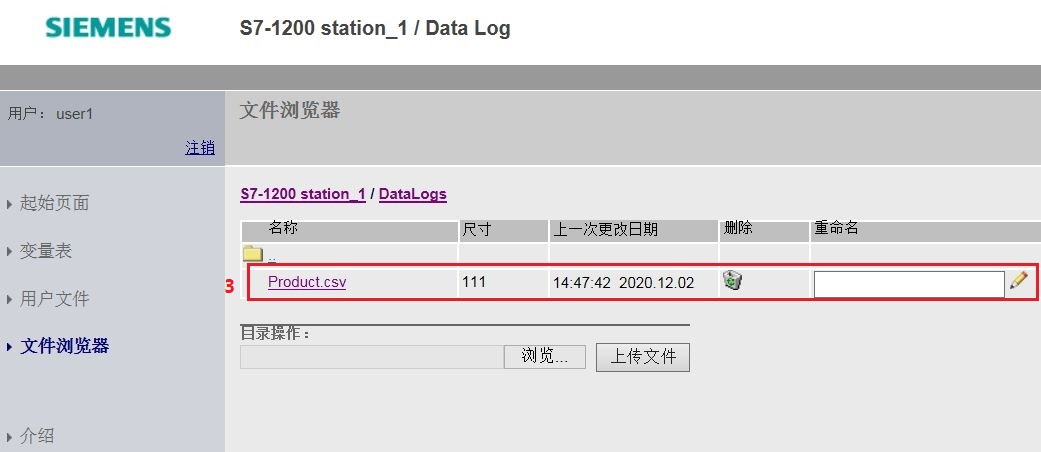 SIEMENS
S7-1200 station_1 / Data Log
用户： user1
文件浏览器
注销
S7-1200 station_1 / DataLogs
起始页面
名称 尺寸 上一次更改日期 删除 重命名
变量表
..
3 Product.csv 111 14:47:42 2020.12.02
用户文件
目录操作：
文件浏览器
浏览... 上传文件
介绍